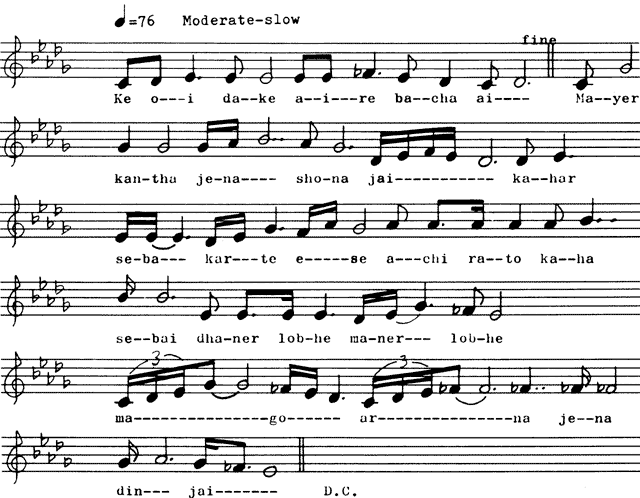 ♩=76 Moderate-slow
fine
Ke o---i da-ke a-i---re ba-cha ai---- Ma--yer
kan-tha je-na---- sho-na jai----------- ka-har
se-ba--- kar--te e-----se a--chi ra--to ka--ha
se--bai dha-ner lob-he ma-ner--- lob-he
3 3
ma--------------go------ ar--------------na je--na
din--- jai------- D.C.